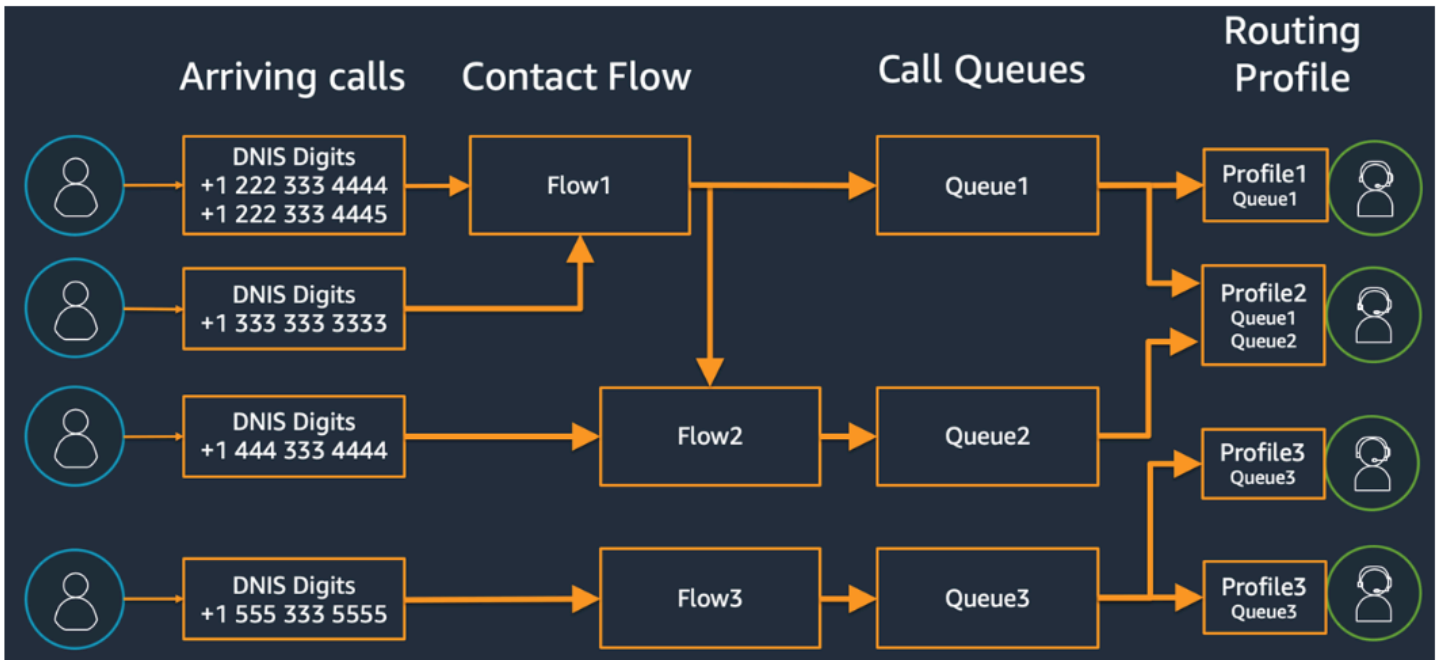 Arriving calls
Contact Flow
Call Queues
Routing
Profile
DNIS Digits
+1 222 333 4444
+1 222 333 4445
Flow1
Queue1
Profile1
Queue1
DNIS Digits
+1 333 333 3333
Profile2
Queue1
Queue2
DNIS Digits
+1 444 333 4444
Flow2
Queue2
Profile3
Queue3
DNIS Digits
+1 555 333 5555
Flow3
Queue3
Profile3
Queue3